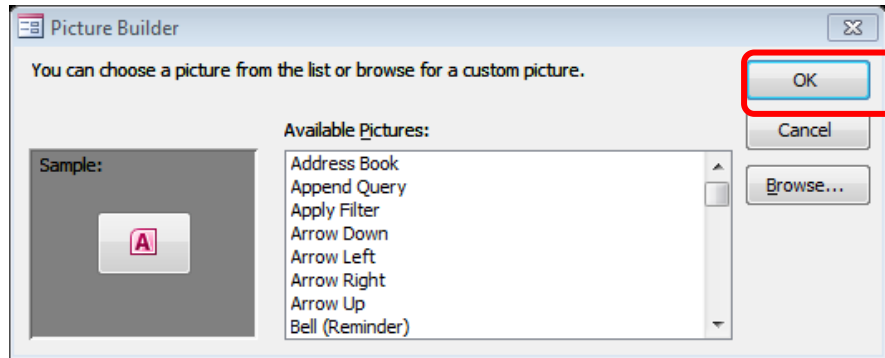 Picture Builder
You can choose a picture from the list or browse for a custom picture.
OK
Available Pictures:
Cancel
Sample:
Address Book
Append Query
Browse...
Apply Filter
Arrow Down
A
Arrow Left
Arrow Right
Arrow Up
Bell (Reminder)